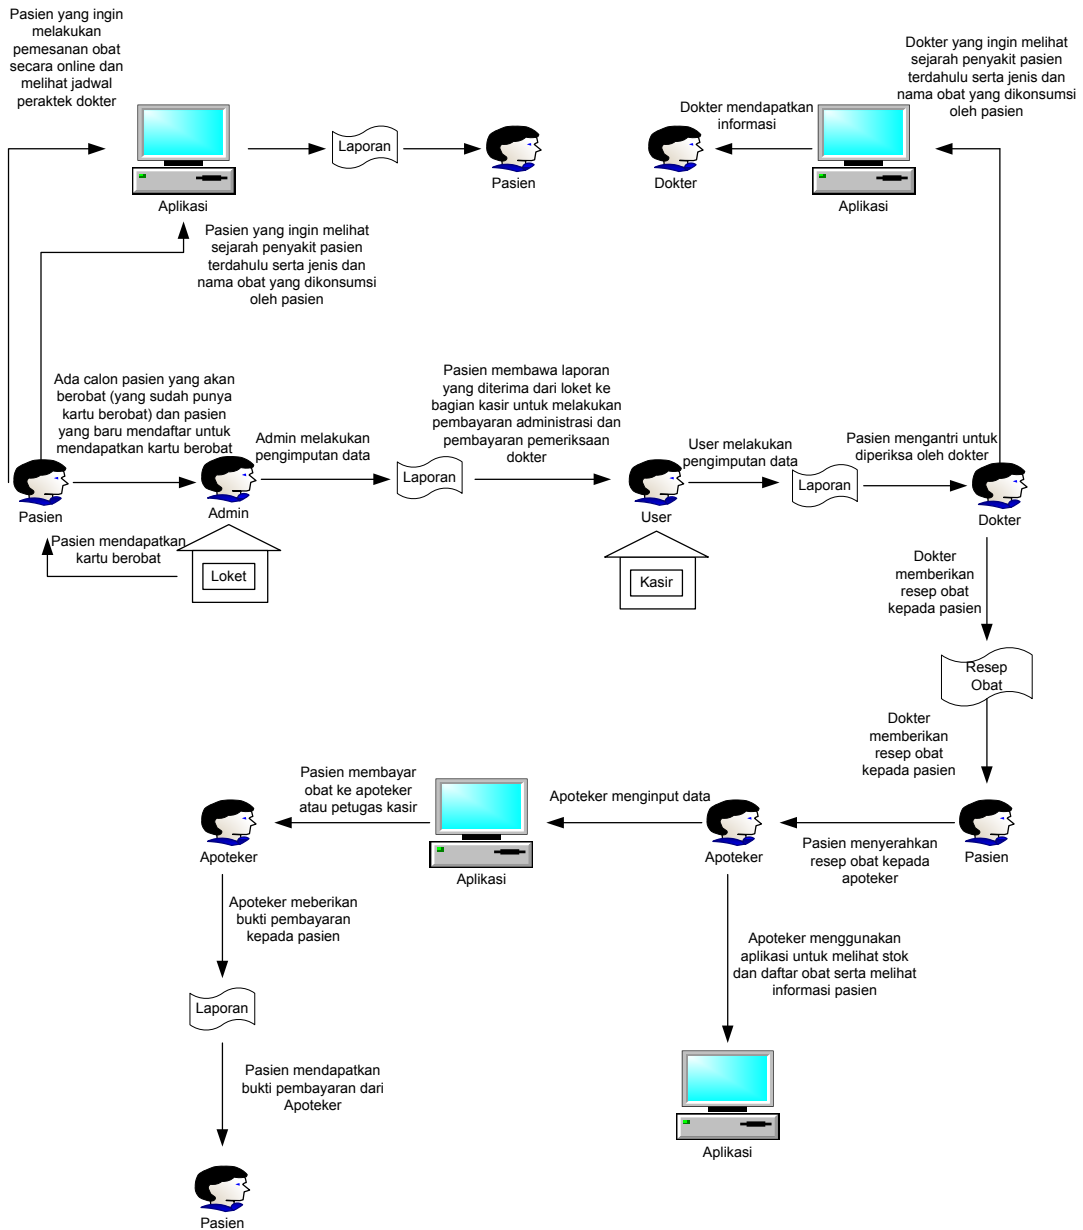 Pasien yang ingin
melakukan
pemesanan obat
secara online dan
melihat jadwal
peraktek dokter
Aplikasi
Laporan
Pasien
Dokter mendapatkan
informasi
Dokter
Aplikasi
Dokter yang ingin melihat
sejarah penyakit pasien
terdahulu serta jenis dan
nama obat yang dikonsumsi
oleh pasien
Pasien yang ingin melihat
sejarah penyakit pasien
terdahulu serta jenis dan
nama obat yang dikonsumsi
oleh pasien
Ada calon pasien yang akan
berobat (yang sudah punya
kartu berobat) dan pasien
yang baru mendaftar untuk
mendapatkan kartu berobat
Pasien
Admin
Pasien mendapatkan
kartu berobat
Loket
Admin melakukan
pengimputan data
Laporan
Pasien membawa laporan
yang diterima dari loket ke
bagian kasir untuk melakukan
pembayaran administrasi dan
pembayaran pemeriksaan
dokter
User
Kasir
User melakukan
pengimputan data
Laporan
Pasien mengantri untuk
diperiksa oleh dokter
Dokter
Dokter
memberikan
resep obat
kepada pasien
Resep
Obat
Dokter
memberikan
resep obat
kepada pasien
Pasien
Pasien menyerahkan
resep obat kepada
apoteker
Apoteker
Apoteker menginput data
Aplikasi
Pasien membayar
obat ke apoteker
atau petugas kasir
Apoteker
Apoteker menggunakan
aplikasi untuk melihat stok
dan daftar obat serta melihat
informasi pasien
Aplikasi
Apoteker meberikan
bukti pembayaran
kepada pasien
Laporan
Pasien mendapatkan
bukti pembayaran dari
Apoteker
Pasien